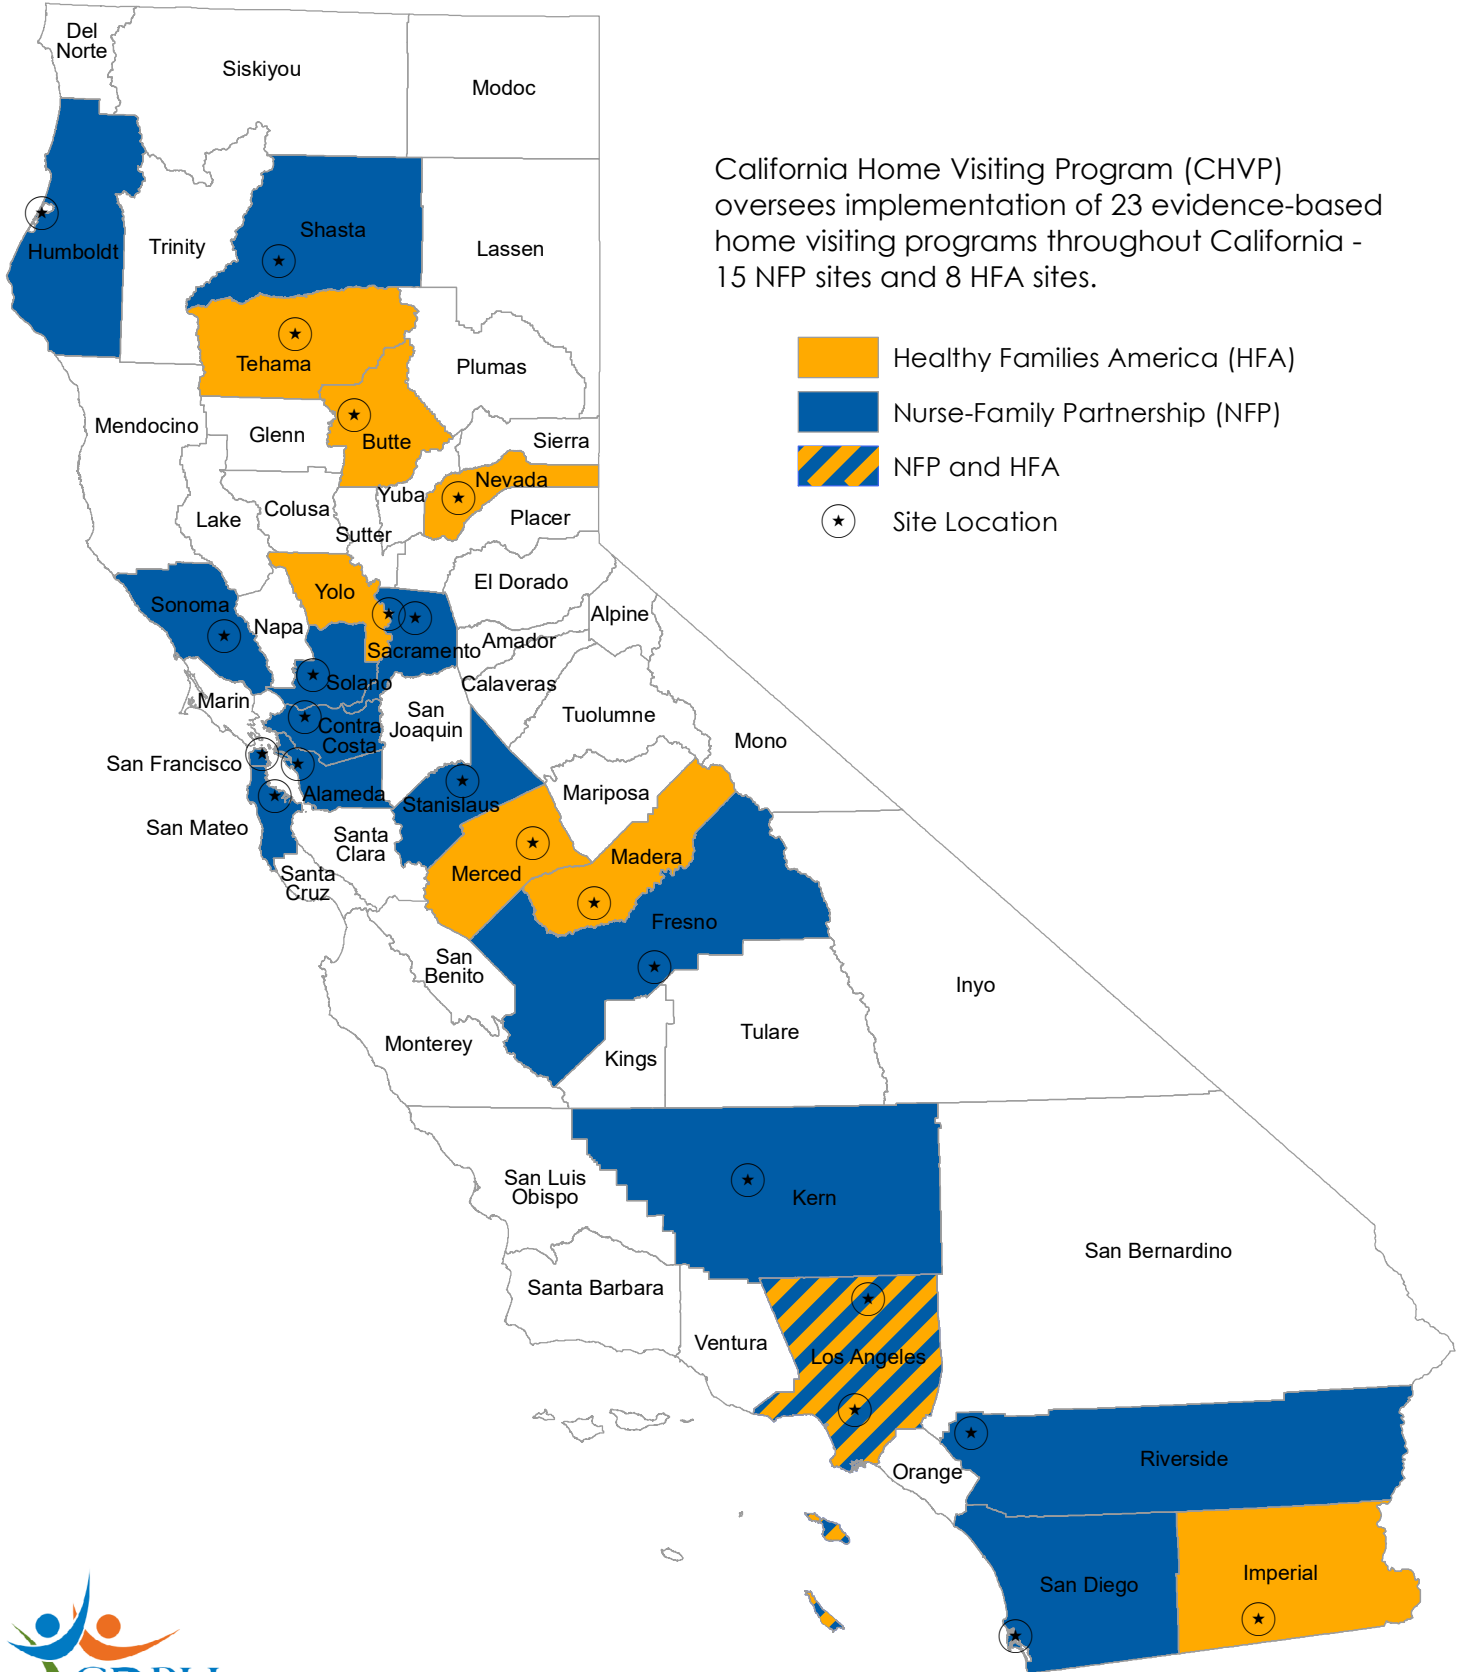 Del
Norte
Siskiyou
Modoc
California Home Visiting Program (CHVP)
oversees implementation of 23 evidence-based
home visiting programs throughout California -
15 NFP sites and 8 HFA sites.
Humboldt
Trinity
Shasta
Lassen
Healthy Families America (HFA)
Nurse-Family Partnership (NFP)
NFP and HFA
Site Location
Tehama
Plumas
Mendocino
Glenn
Butte
Sierra
Nevada
Yuba
Colusa
Lake
Sutter
Placer
Yolo
El Dorado
Sonoma
Napa
Alpine
Sacramento
Amador
Solano
Calaveras
Marin
San
Joaquin
Contra
Costa
Tuolumne
Mono
San Francisco
Alameda
Stanislaus
Mariposa
San Mateo
Santa
Clara
Santa
Cruz
Merced
Madera
Fresno
San
Benito
Inyo
Monterey
Kings
Tulare
San Luis
Obispo
Kern
San Bernardino
Santa Barbara
Ventura
Los Angeles
Orange
Riverside
San Diego
Imperial